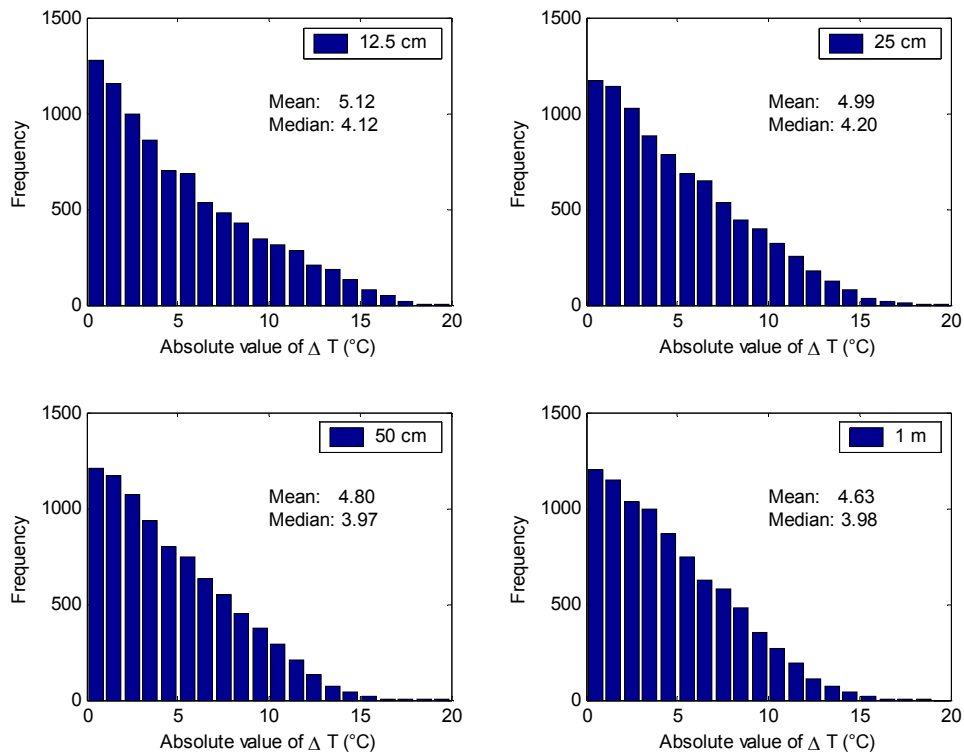 1500
12.5 cm
Mean: 5.12
Median: 4.12
1000
500
0
Frequency
0 5 10 15 20
Absolute value of Δ T (°C)
1500
25 cm
Mean: 4.99
Median: 4.20
1000
500
0
Frequency
0 5 10 15 20
Absolute value of Δ T (°C)
1500
50 cm
Mean: 4.80
Median: 3.97
1000
500
0
Frequency
0 5 10 15 20
Absolute value of Δ T (°C)
1500
1 m
Mean: 4.63
Median: 3.98
1000
500
0
Frequency
0 5 10 15 20
Absolute value of Δ T (°C)